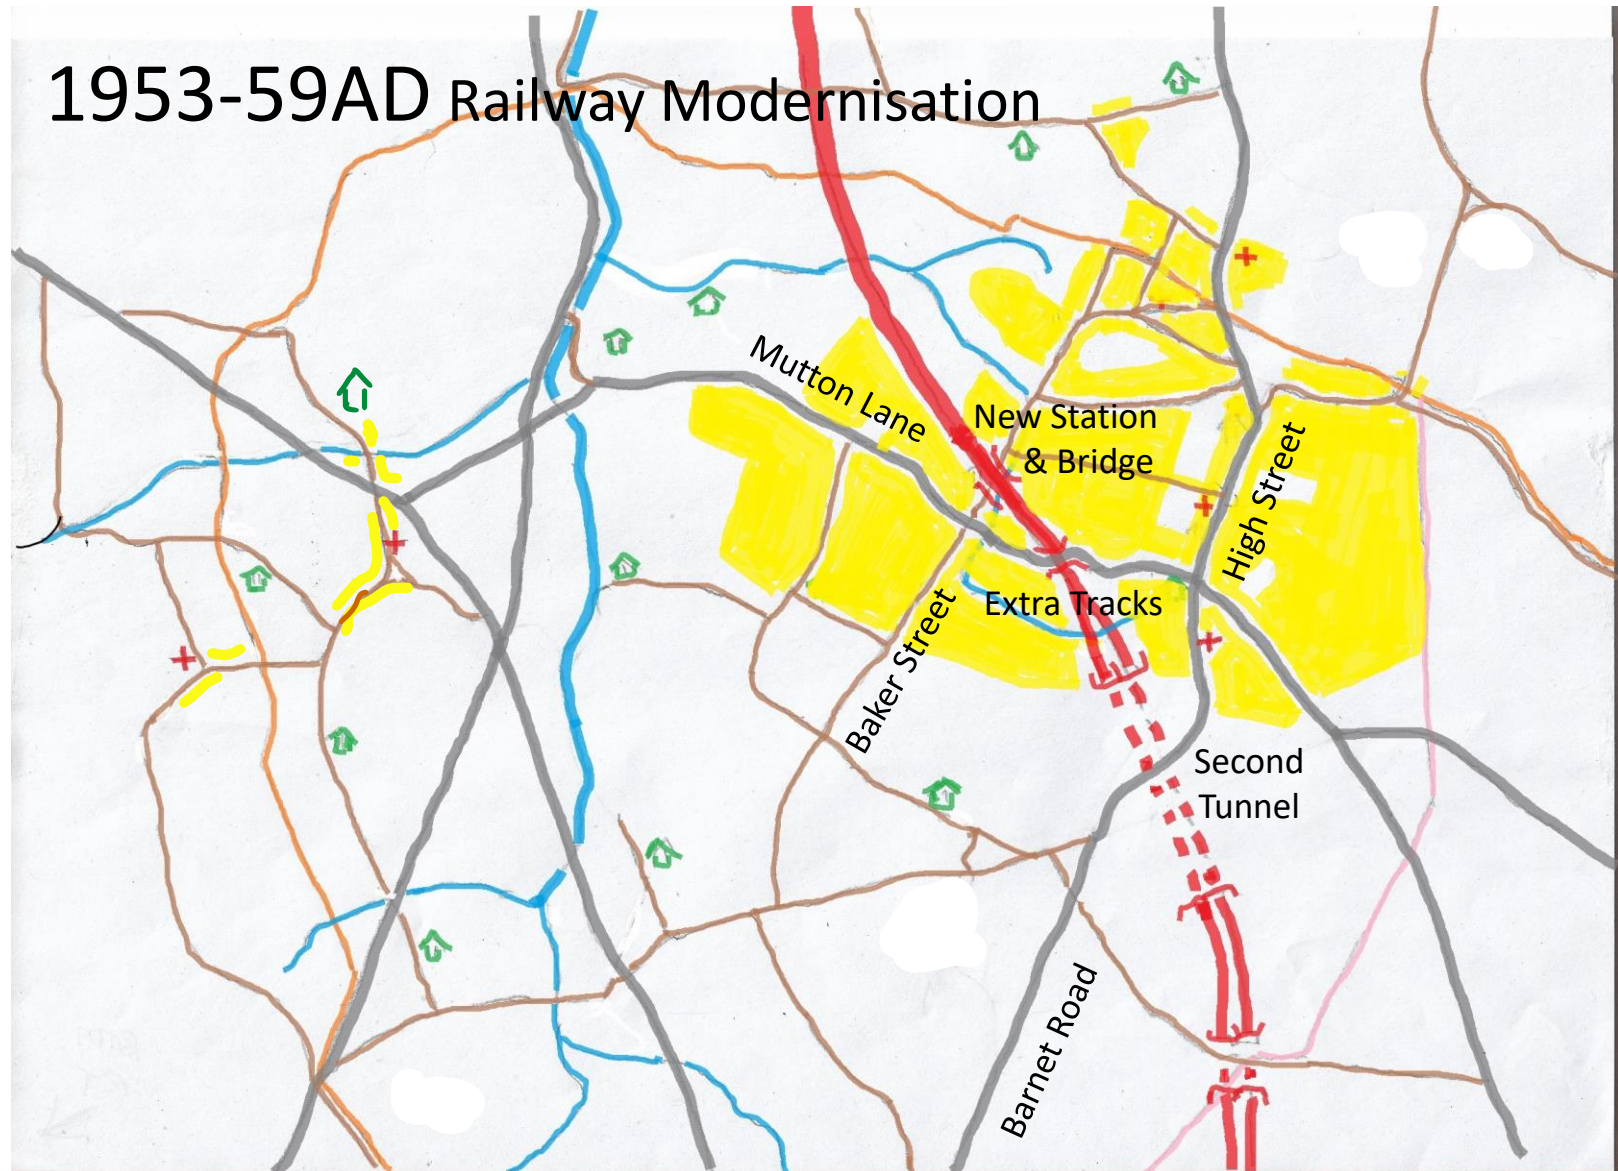 1953-59AD Railway Modernisation
Mutton Lane
New Station
& Bridge
High Street
Extra Tracks
Baker Street
Second
Tunnel
Barnet Road